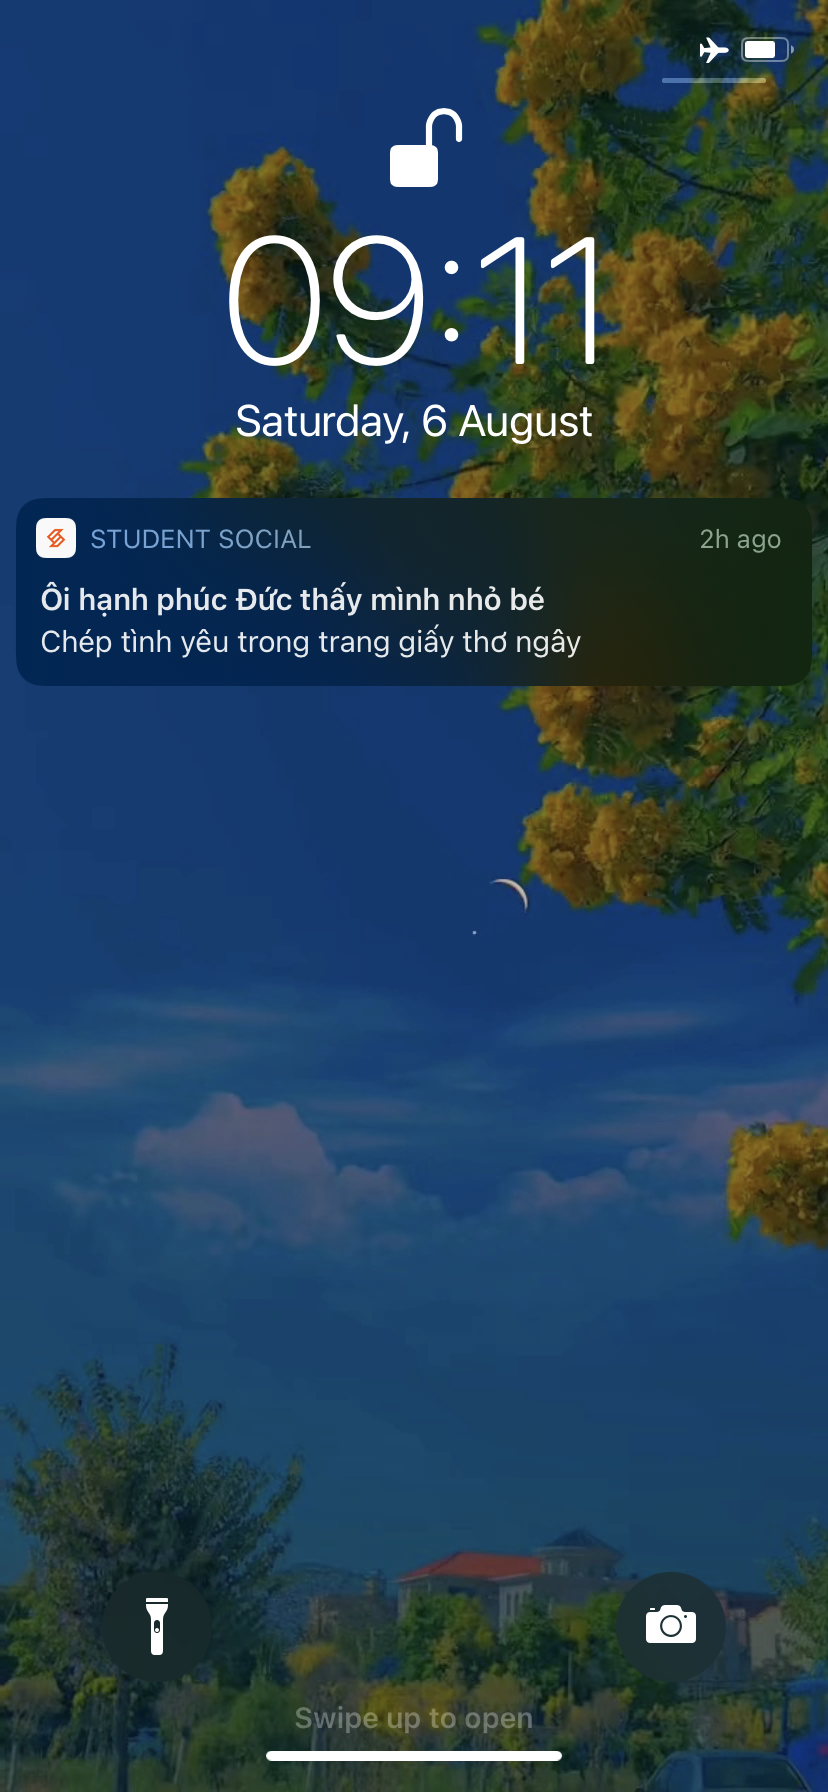 09:11
Saturday, 6 August
STUDENT SOCIAL 2h ago
Ôi hạnh phúc Đức thấy mình nhỏ bé
Chép tình yêu trong trang giấy thơ ngây
Swipe up to open